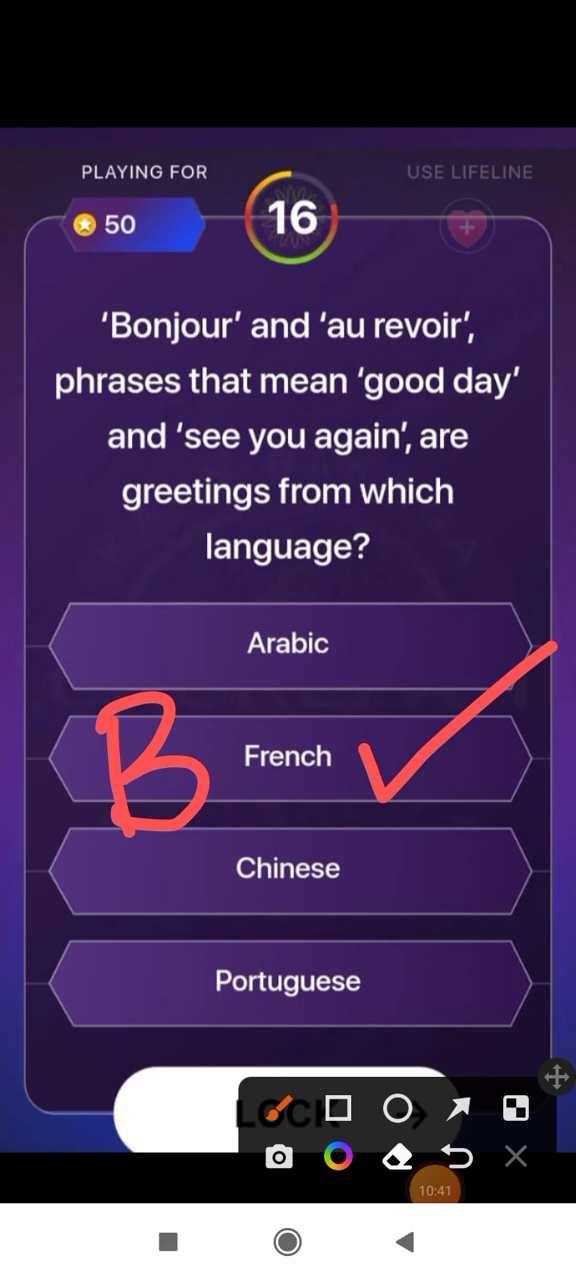 PLAYING FOR
USE LIFELINE
50
16
‘Bonjour’ and ‘au revoir’,
phrases that mean ‘good day’
and ‘see you again’, are
greetings from which
language?
Arabic
B French
Chinese
Portuguese
LOCK
10:41